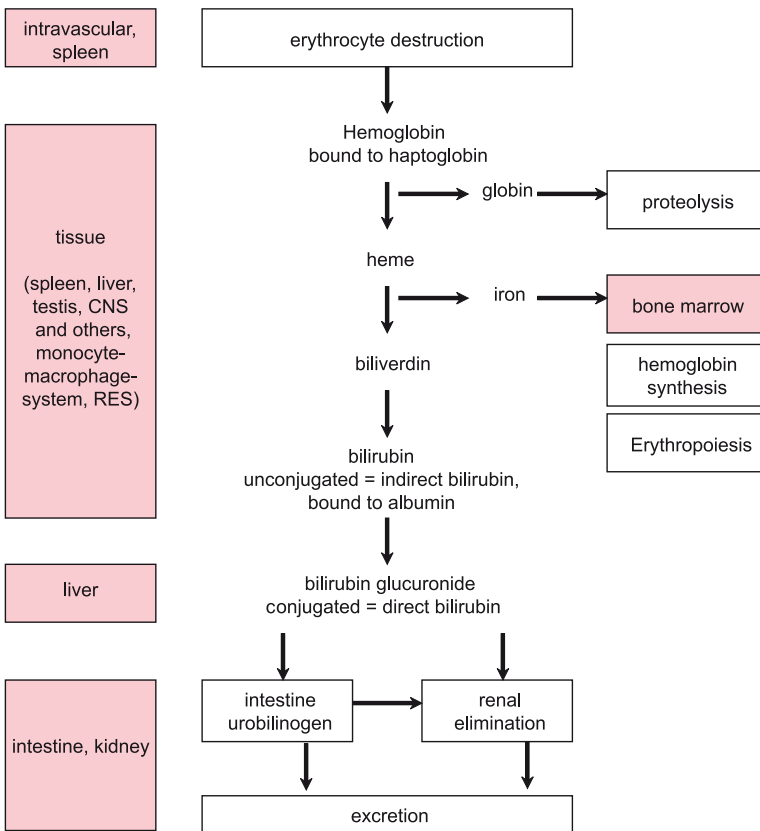 intravascular,
spleen
erythrocyte destruction
Hemoglobin
bound to haptoglobin
globin
proteolysis
tissue
(spleen, liver,
testis, CNS
and others,
monocyte-
macrophage-
system, RES)
heme
iron
bone marrow
biliverdin
hemoglobin
synthesis
Erythropoiesis
bilirubin
unconjugated = indirect bilirubin,
bound to albumin
liver
bilirubin glucuronide
conjugated = direct bilirubin
intestine, kidney
intestine
urobilinogen
renal
elimination
excretion